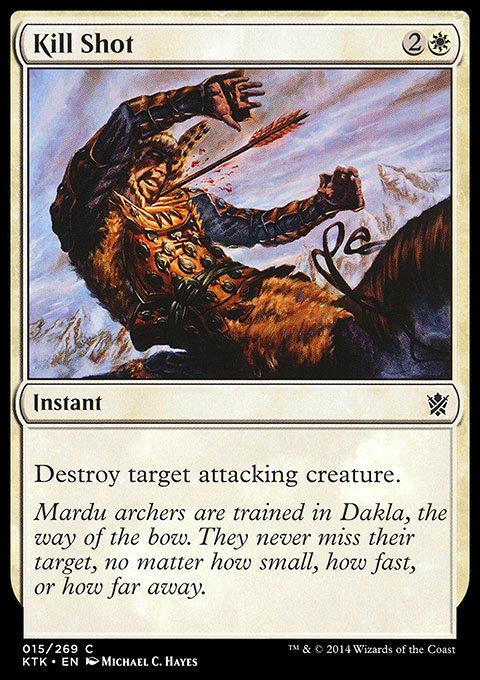 Kill Shot 2
Instant
Destroy target attacking creature.
Mardu archers are trained in Dakla, the
way of the bow. They never miss their
target, no matter how small, how fast,
or how far away.
015/269 C
KTK • EN Michael C. Hayes
™ & © 2014 Wizards of the Coast